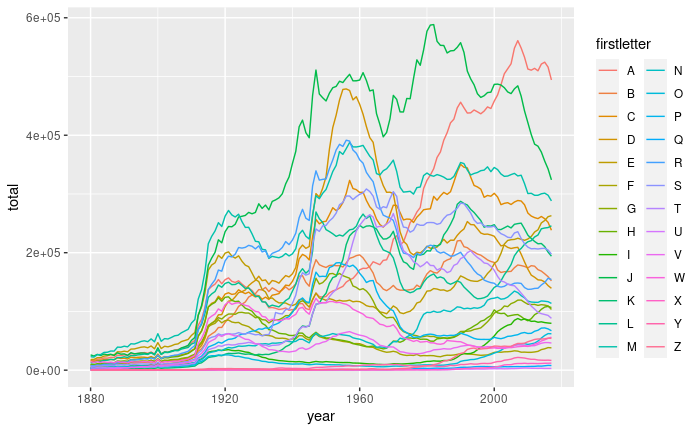 6e+05
4e+05
2e+05
0e+00
total
1880
1920
1960
2000
year
firstletter
A
B
C
D
E
F
G
H
I
J
K
L
M
N
O
P
Q
R
S
T
U
V
W
X
Y
Z